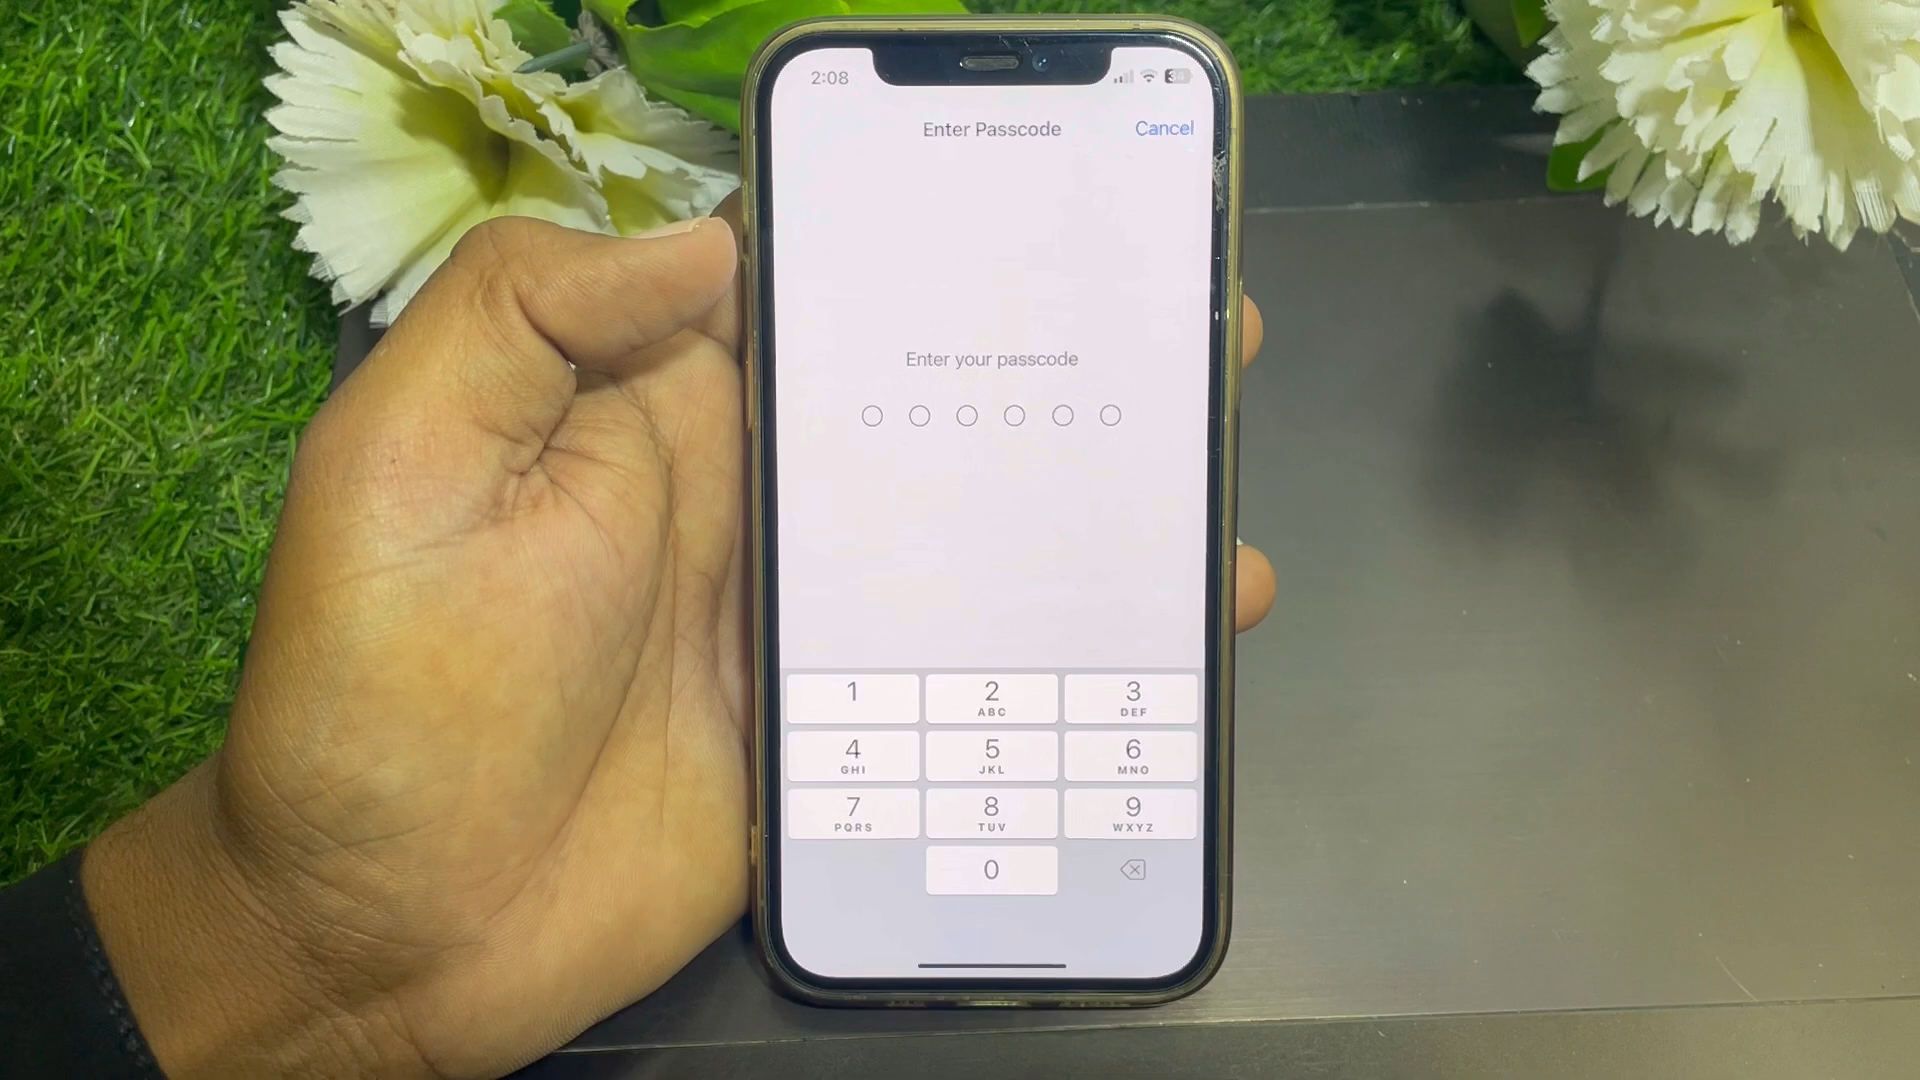 2:08
Enter Passcode Cancel
Enter your passcode
1 2 3
ABC DEF
4 5 6
GHI JKL MNO
7 8 9
PQRS TUV WXYZ
0